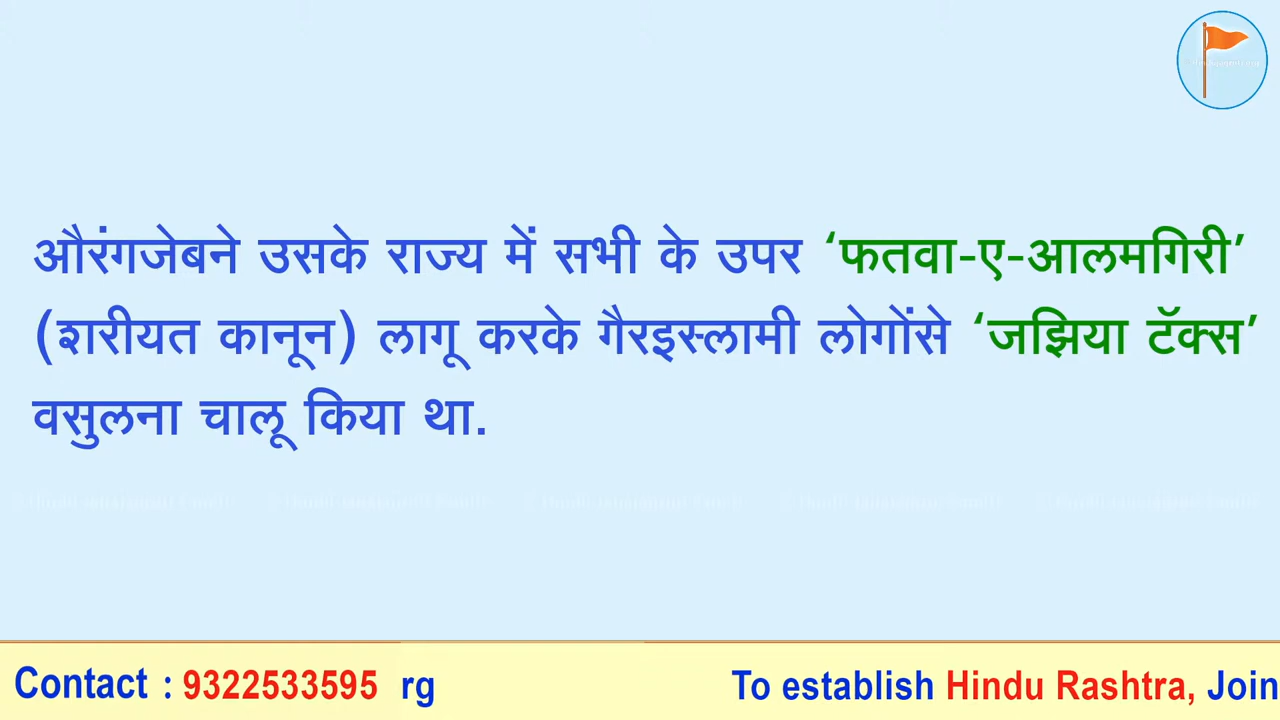 औरंगजेबने उसके राज्य में सभी के उपर ‘फतवा-ए-आलमगिरी’
(शरीयत कानून) लागू करके गैरइस्लामी लोगोंसे ‘जझिया टॅक्स’
वसुलना चालू किया था.
Contact : 9322533595 rg To establish Hindu Rashtra, Join